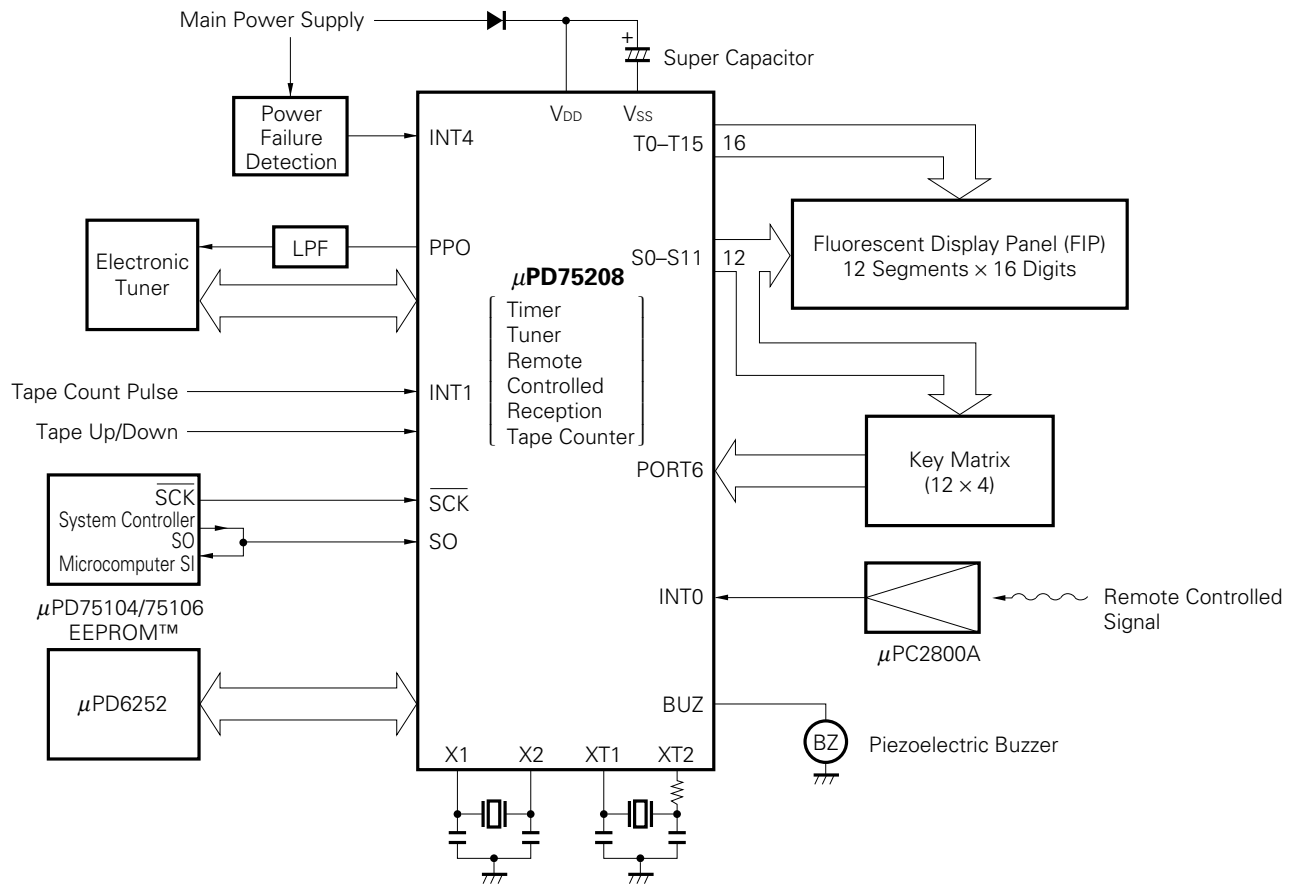 Main Power Supply
+
Super Capacitor
Power
Failure
Detection
INT4
VDD
VSS
T0–T15
16
Electronic
Tuner
LPF
PPO
S0–S11
12
Fluorescent Display Panel (FIP)
12 Segments × 16 Digits
μPD75208
Timer
Tuner
Remote
Controlled
Reception
Tape Counter
Tape Count Pulse
INT1
Tape Up/Down
PORT6
Key Matrix
(12 × 4)
SCK
System Controller
SO
Microcomputer SI
SCK
SO
μPD75104/75106
EEPROM™
INT0
Remote Controlled
Signal
μPC2800A
μPD6252
BUZ
BZ
Piezoelectric Buzzer
X1
X2
XT1
XT2